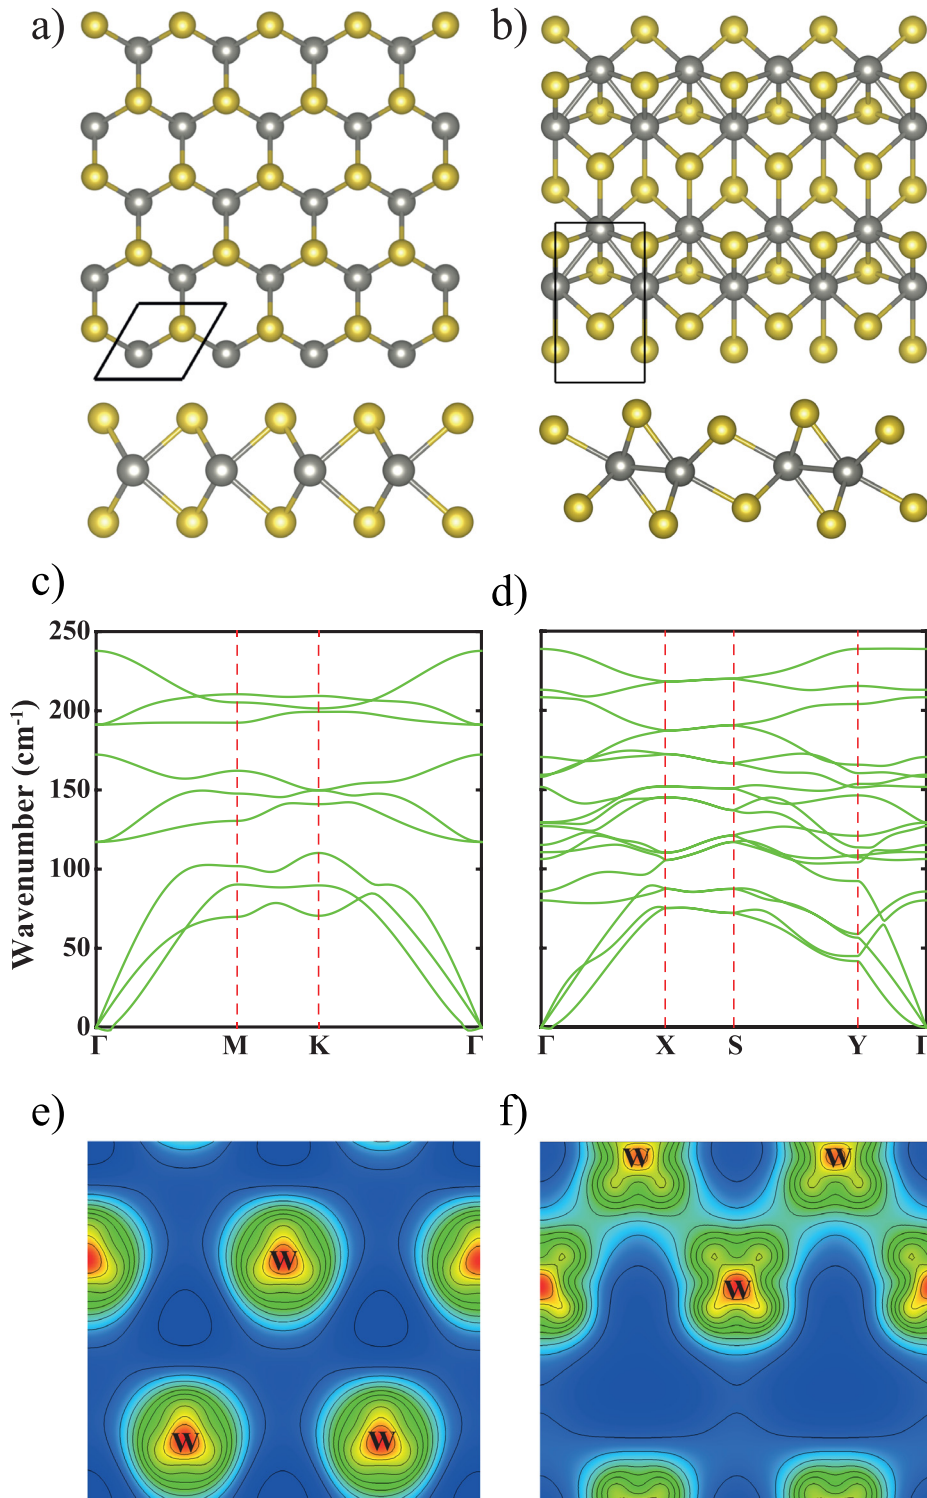 a)
b)
c)
d)
Wavenumber (cm⁻¹)
250
200
150
100
50
0
Γ M K Γ
Γ X S Y Γ
e)
f)
W
W
W
W
W
W